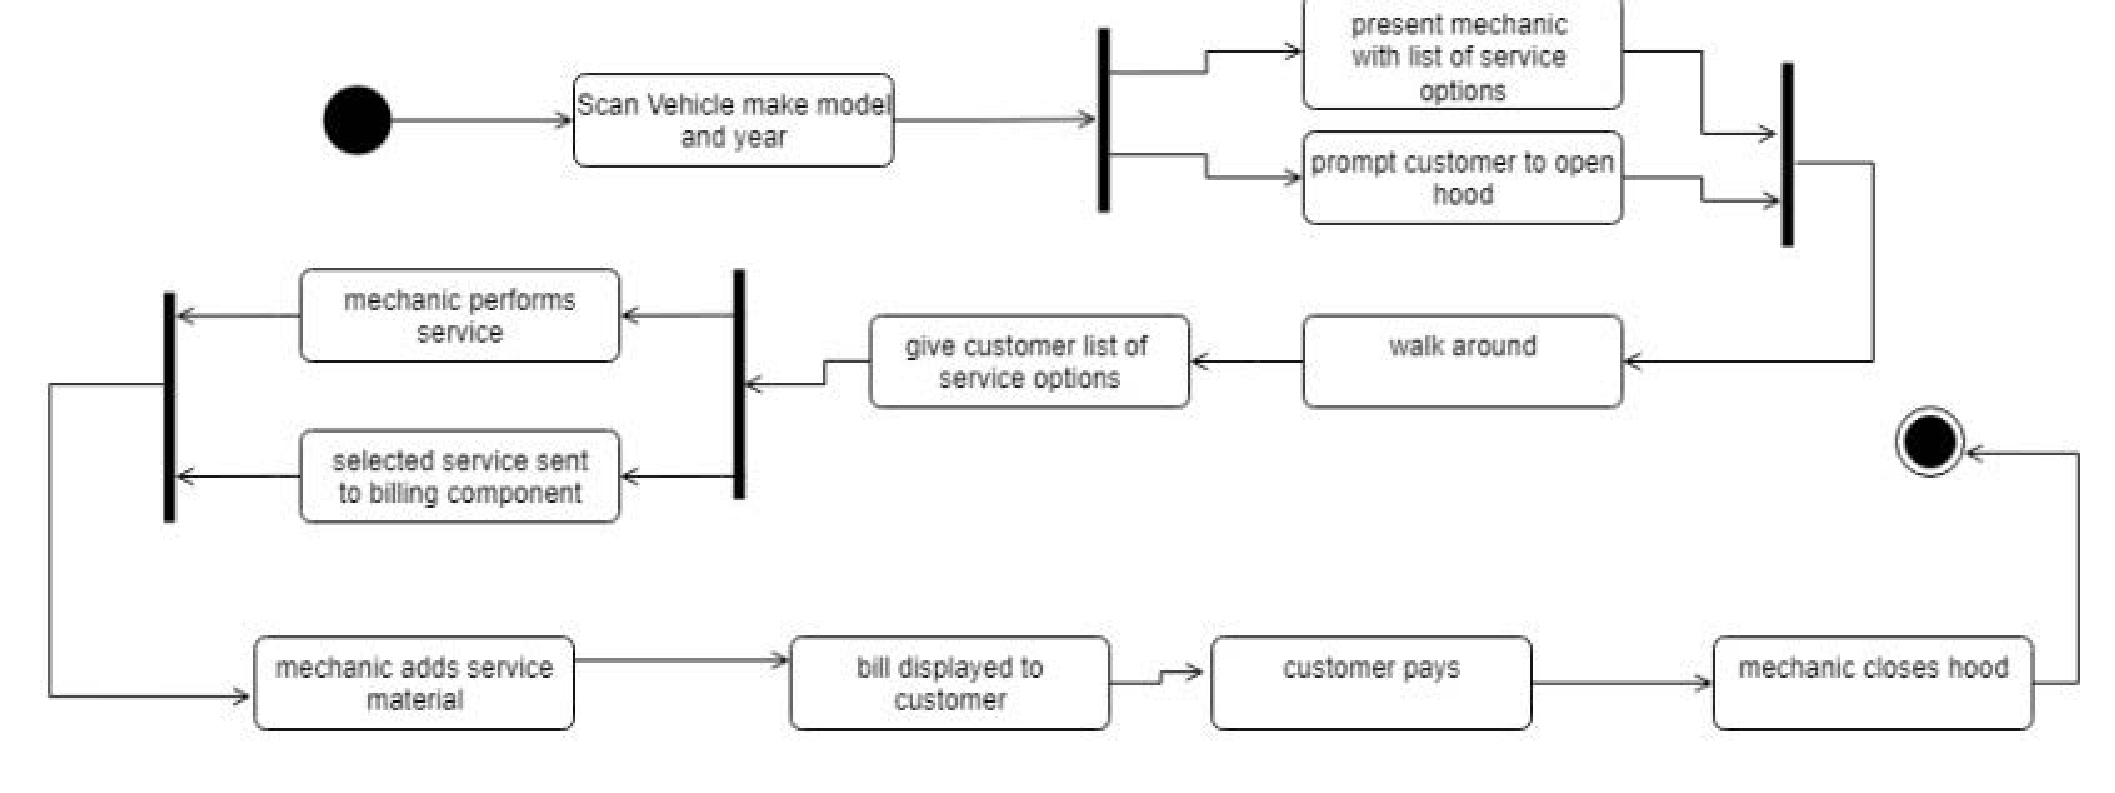 present mechanic
with list of service
options
Scan Vehicle make model
and year
prompt customer to open
hood
mechanic performs
service
give customer list of
service options
walk around
selected service sent
to billing component
mechanic adds service
material
bill displayed to
customer
customer pays
mechanic closes hood